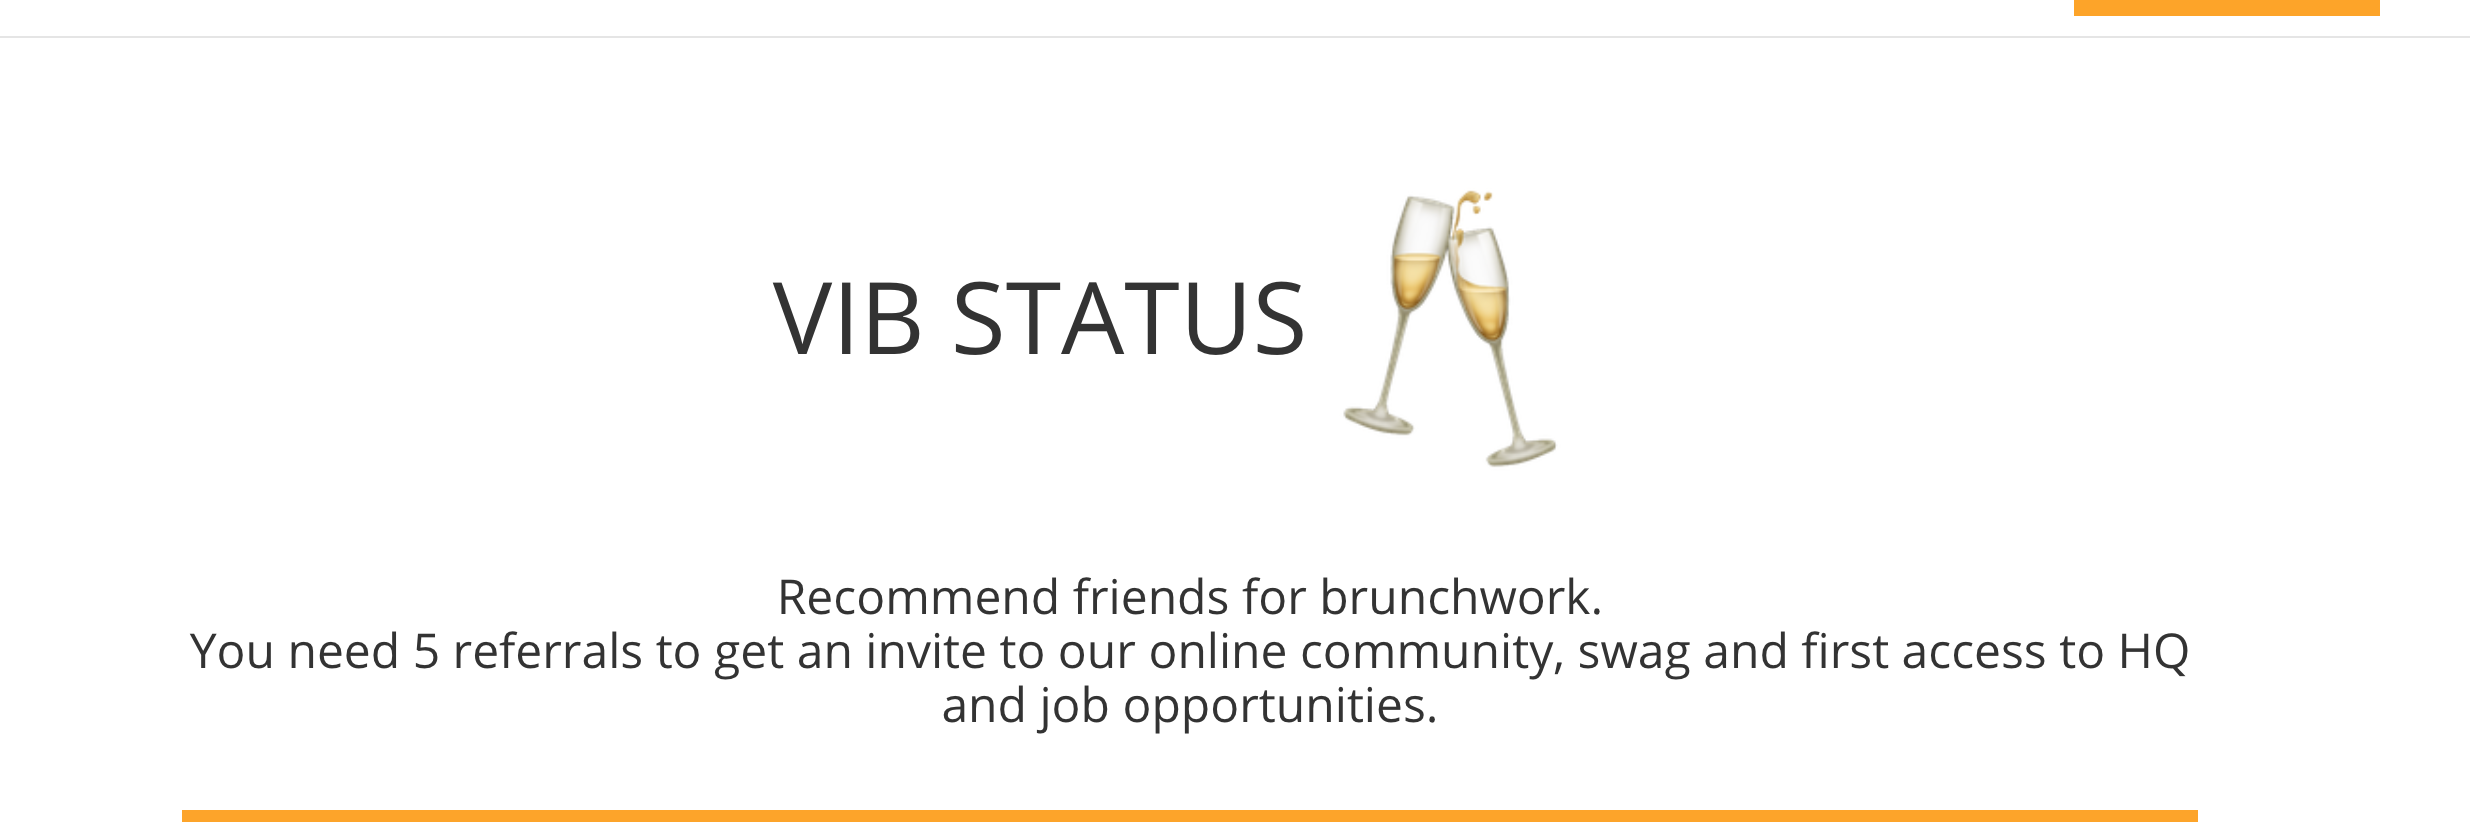 VIB STATUS
Recommend friends for brunchwork.
You need 5 referrals to get an invite to our online community, swag and first access to HQ
and job opportunities.